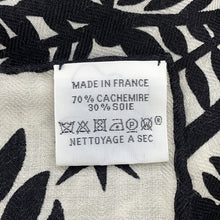 MADE IN FRANCE
70 % CACHEMIRE
30 % SOIE
NETTOYAGE A SEC